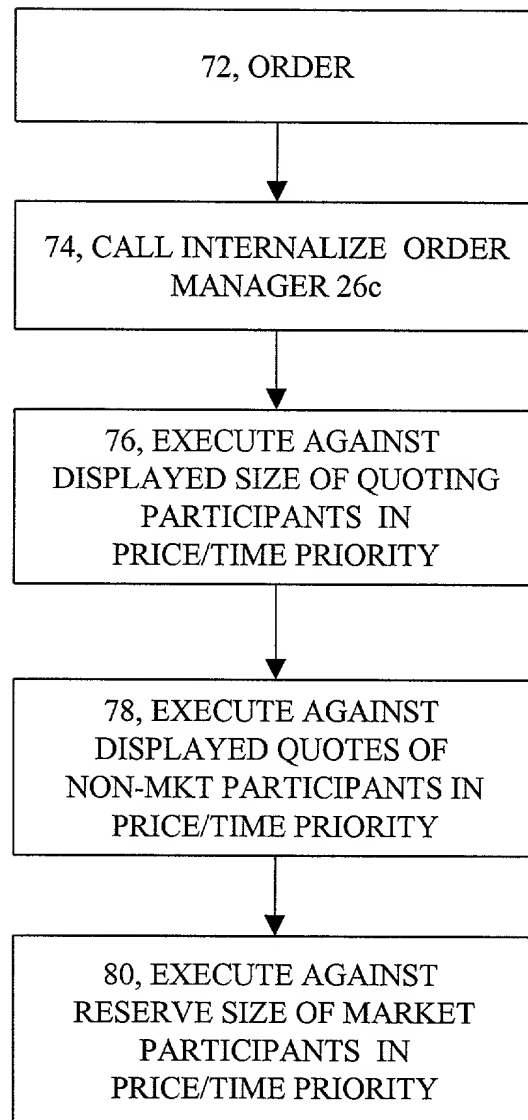 72, ORDER
74, CALL INTERNALIZE ORDER
MANAGER 26c
76, EXECUTE AGAINST
DISPLAYED SIZE OF QUOTING
PARTICIPANTS IN
PRICE/TIME PRIORITY
78, EXECUTE AGAINST
DISPLAYED QUOTES OF
NON-MKT PARTICIPANTS IN
PRICE/TIME PRIORITY
80, EXECUTE AGAINST
RESERVE SIZE OF MARKET
PARTICIPANTS IN
PRICE/TIME PRIORITY